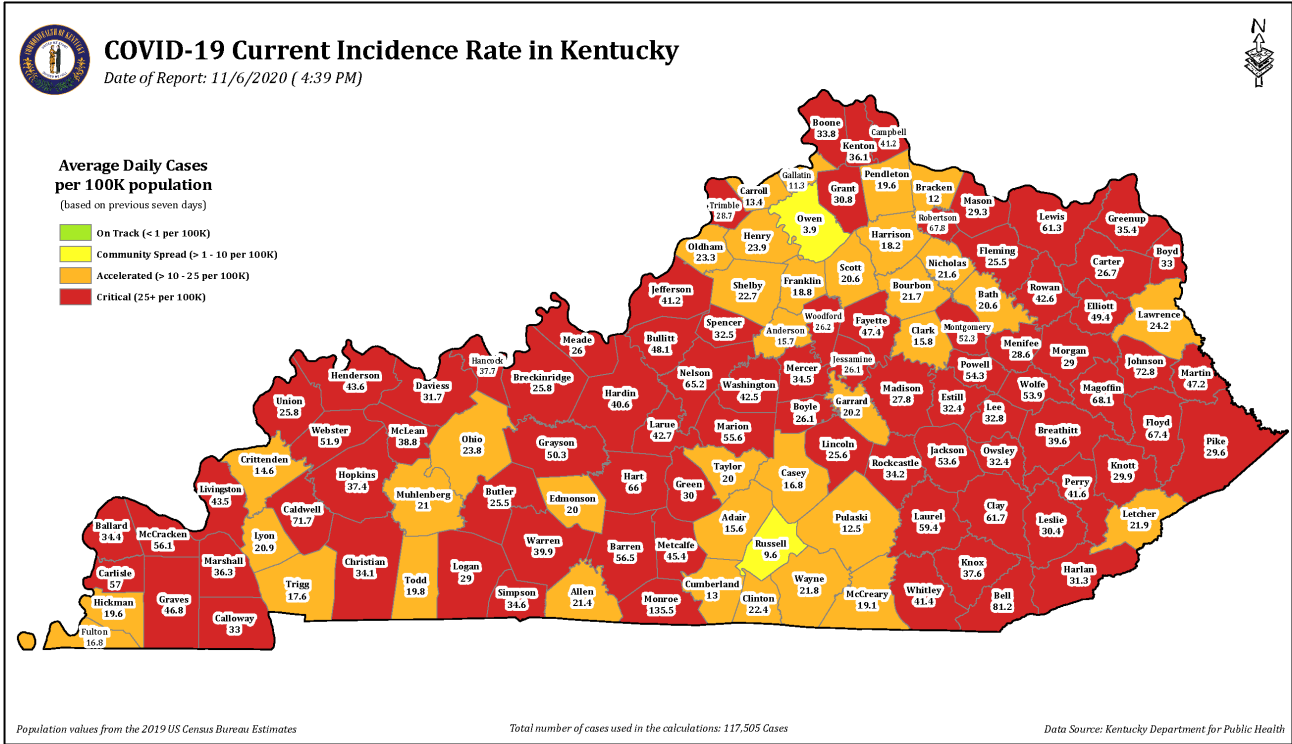 COVID-19 Current Incidence Rate in Kentucky
Date of Report: 11/6/2020 ( 4:39 PM)
N
Average Daily Cases
per 100K population
(based on previous seven days)
On Track (< 1 per 100K)
Community Spread (> 1 - 10 per 100K)
Accelerated (> 10 - 25 per 100K)
Critical (25+ per 100K)
Boone
33.8
Kenton
36.1
Campbell
41.2
Gallatin
11.3
Grant
30.8
Pendleton
19.6
Bracken
12
Carroll
13.4
Trimble
28.7
Owen
3.9
Robertson
67.8
Mason
29.3
Lewis
61.3
Greenup
35.4
Boyd
33
Oldham
23.3
Henry
23.9
Harrison
18.2
Fleming
25.5
Carter
26.7
Nicholas
21.6
Scott
20.6
Franklin
18.8
Shelby
22.7
Jefferson
41.2
Bourbon
21.7
Bath
20.6
Rowan
42.6
Elliott
49.4
Lawrence
24.2
Spencer
32.5
Anderson
15.7
Woodford
26.2
Fayette
47.4
Clark
15.8
Montgomery
52.3
Menifee
28.6
Morgan
29
Johnson
72.8
Martin
47.2
Bullitt
48.1
Meade
26
Hancock
37.7
Breckinridge
25.8
Henderson
43.6
Daviess
31.7
Union
25.8
Nelson
65.2
Washington
42.5
Mercer
34.5
Jessamine
26.1
Madison
27.8
Powell
54.3
Estill
32.4
Lee
32.8
Wolfe
53.9
Magoffin
68.1
Floyd
67.4
Pike
29.6
Hardin
40.6
Larue
42.7
Marion
55.6
Boyle
26.1
Garrard
20.2
Lincoln
25.6
Rockcastle
34.2
Jackson
53.6
Owsley
32.4
Breathitt
39.6
Knott
29.9
Perry
41.6
Webster
51.9
McLean
38.8
Ohio
23.8
Grayson
50.3
Crittenden
14.6
Livingston
43.5
Hopkins
37.4
Muhlenberg
21
Butler
25.5
Edmonson
20
Hart
66
Green
30
Taylor
20
Casey
16.8
Caldwell
71.7
Lyon
20.9
Adair
15.6
Russell
9.6
Pulaski
12.5
Laurel
59.4
Clay
61.7
Leslie
30.4
Letcher
21.9
Ballard
34.4
McCracken
56.1
Marshall
36.3
Carlisle
57
Hickman
19.6
Fulton
16.8
Graves
46.8
Calloway
33
Trigg
17.6
Christian
34.1
Todd
19.8
Logan
29
Warren
39.9
Simpson
34.6
Allen
21.4
Barren
56.5
Metcalfe
45.4
Monroe
135.5
Cumberland
13
Clinton
22.4
Wayne
21.8
McCreary
19.1
Whitley
41.4
Knox
37.6
Bell
81.2
Harlan
31.3
Population values from the 2019 US Census Bureau Estimates
Total number of cases used in the calculations: 117,505 Cases
Data Source: Kentucky Department for Public Health